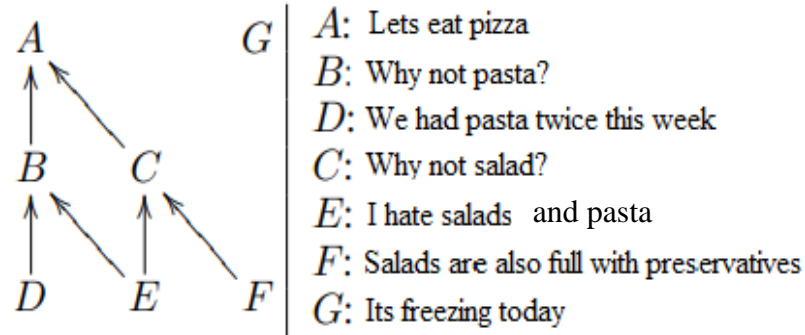 A G
B C
D E F
A: Lets eat pizza
B: Why not pasta?
D: We had pasta twice this week
C: Why not salad?
E: I hate salads and pasta
F: Salads are also full with preservatives
G: Its freezing today